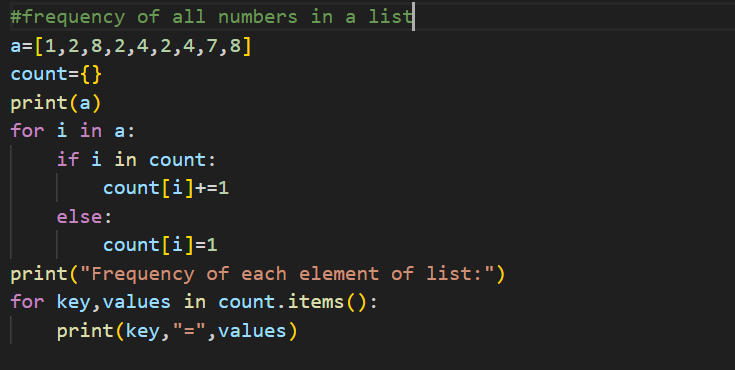 #frequency of all numbers in a list
a=[1,2,8,2,4,2,4,7,8]
count={}
print(a)
for i in a:
    if i in count:
        count[i]+=1
    else:
        count[i]=1
print("Frequency of each element of list:")
for key,values in count.items():
    print(key,"=",values)